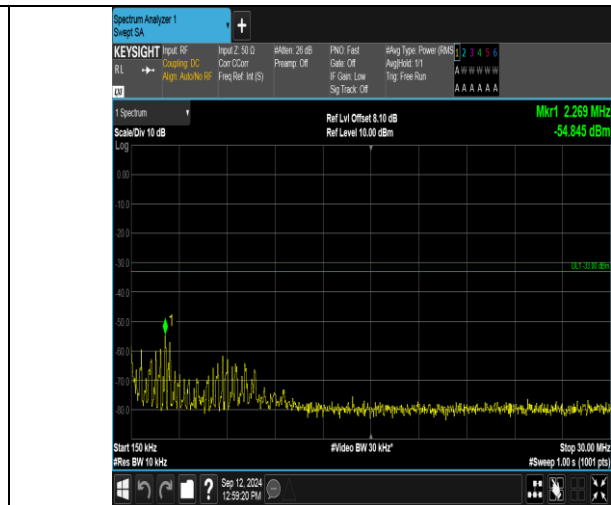 Spectrum Analyzer 1
Swept SA
+
KEYSIGHT Input: RF Input Z: 50 Ω #Atten: 26 dB PNO: Fast #Avg Type: Power (RMS 1 2 3 4 5 6
RL Coupling: DC Corr CCorr Preamp: Off Gate: Off Avg|Hold: 1/1 A W W W W W
Align: Auto/No RF Freq Ref: Int (S) IF Gain: Low Trig: Free Run
LXI Sig Track: Off A A A A A A
1 Spectrum Ref Lvl Offset 8.10 dB Mkr1 2.269 MHz
Scale/Div 10 dB Ref Level 10.00 dBm -54.845 dBm
Log
0.00
-10.0
-20.0
-30.0 DL1 -33.00 dBm
-40.0
-50.0 1
-60.0
-70.0
-80.0
Start 150 kHz #Video BW 30 kHz* Stop 30.00 MHz
#Res BW 10 kHz #Sweep 1.00 s (1001 pts)
? Sep 12, 2024
12:59:20 PM